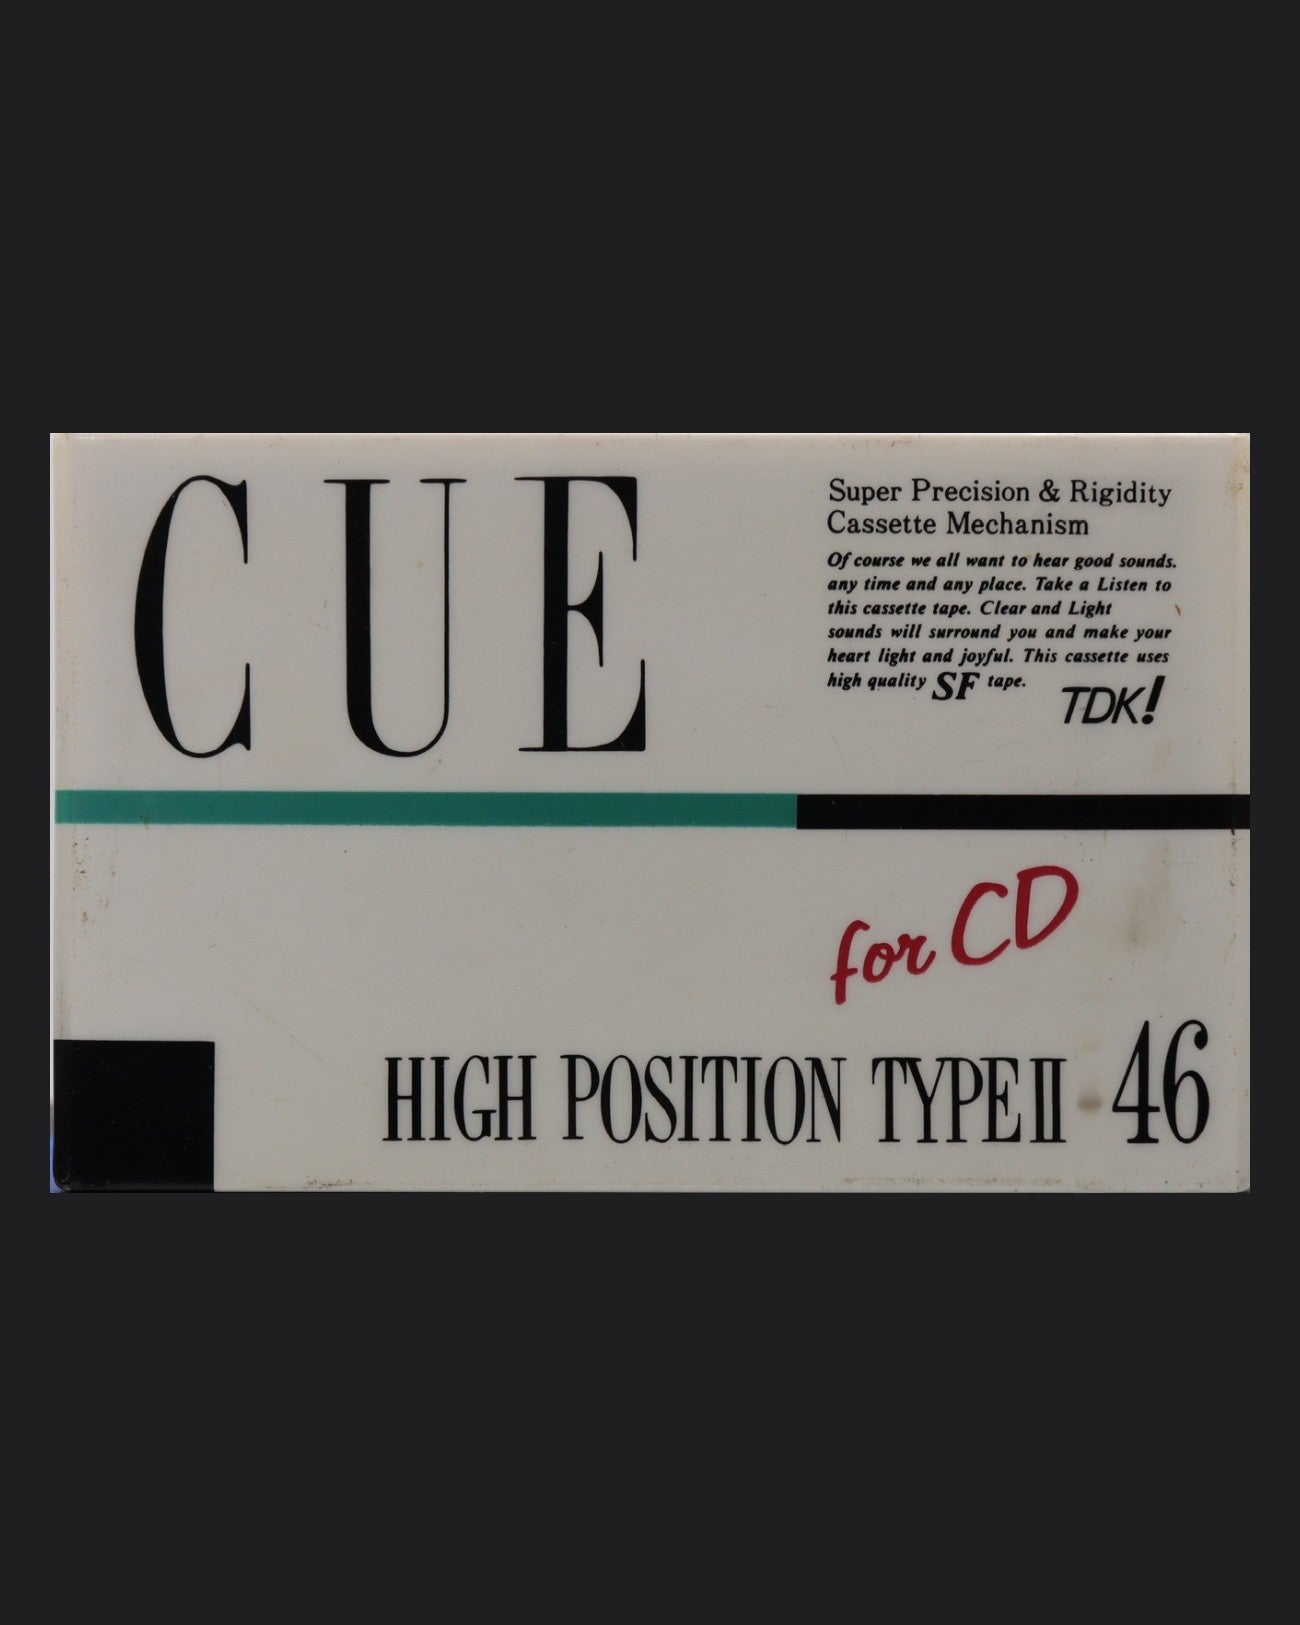 CUE
Super Precision & Rigidity
Cassette Mechanism
Of course we all want to hear good sounds.
any time and any place. Take a Listen to
this cassette tape. Clear and Light
sounds will surround you and make your
heart light and joyful. This cassette uses
high quality SF tape.
TDK!
for CD
HIGH POSITION TYPE II 46